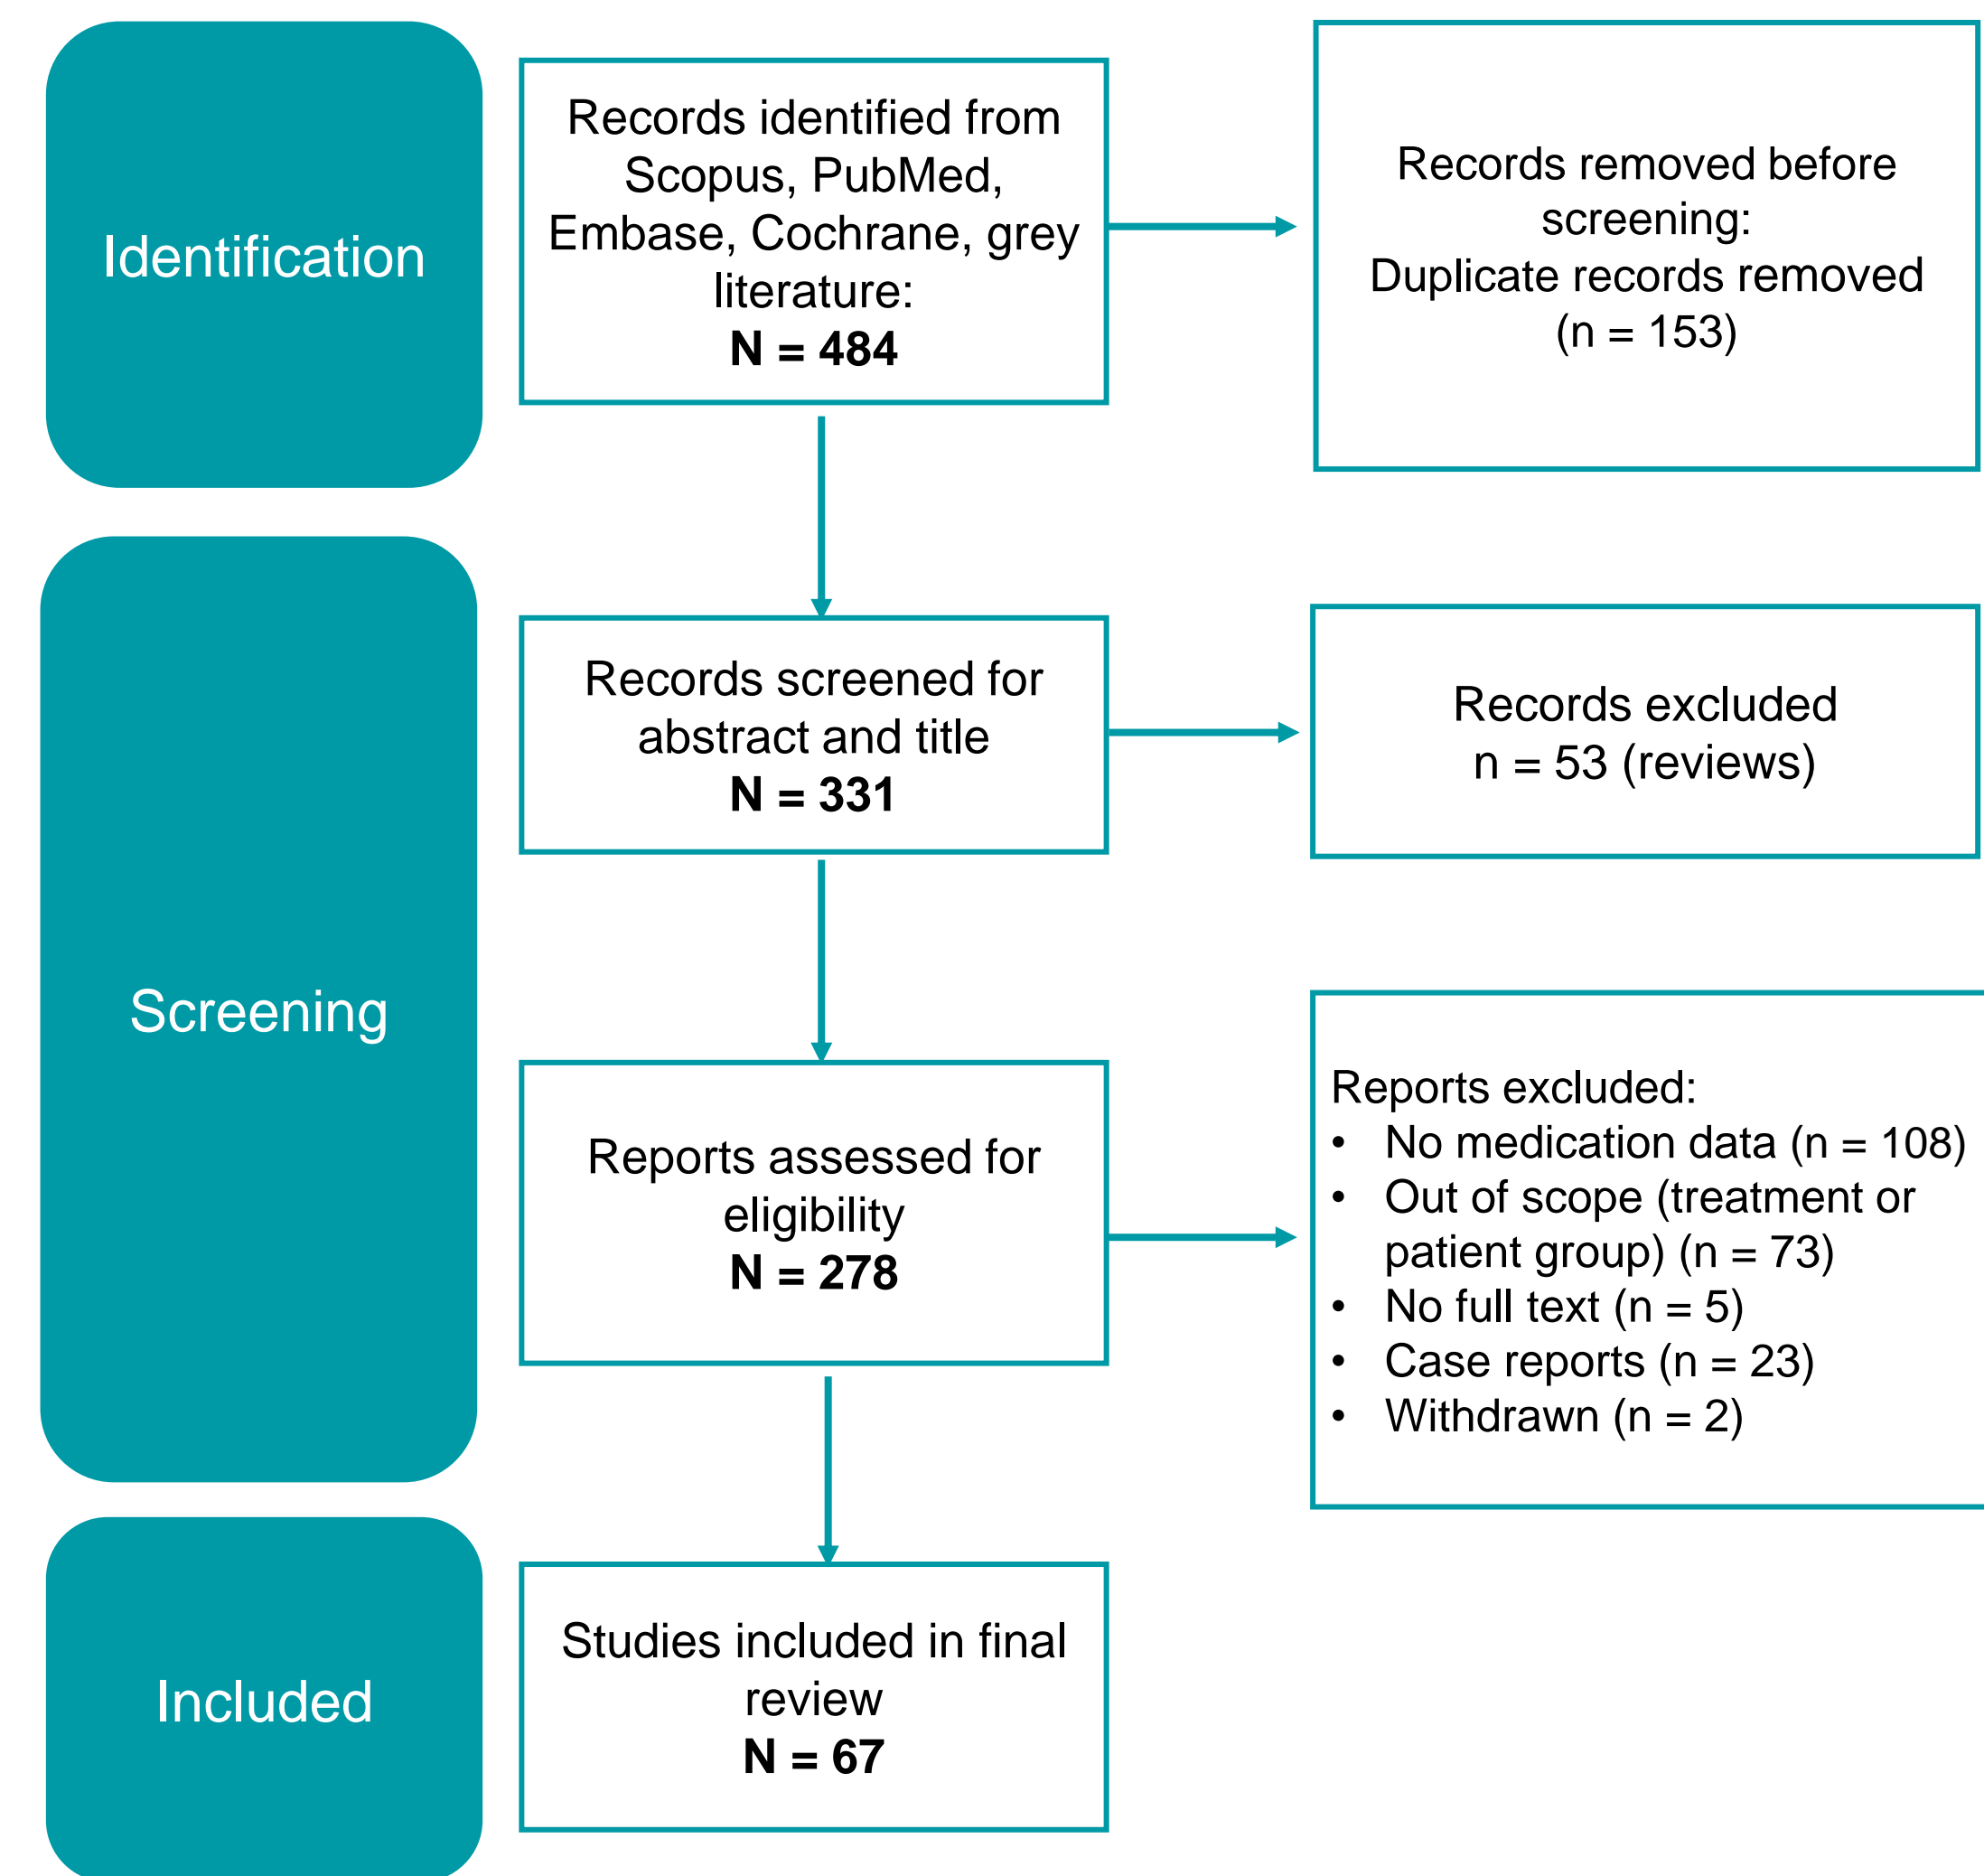 Identification
Records identified from
Scopus, PubMed,
Embase, Cochrane, grey
literature:
N = 484
Records removed before
screening:
Duplicate records removed
(n = 153)
Screening
Records screened for
abstract and title
N = 331
Records excluded
n = 53 (reviews)
Reports assessed for
eligibility
N = 278
Reports excluded:
• No medication data (n = 108)
• Out of scope (treatment or
patient group) (n = 73)
• No full text (n = 5)
• Case reports (n = 23)
• Withdrawn (n = 2)
Included
Studies included in final
review
N = 67